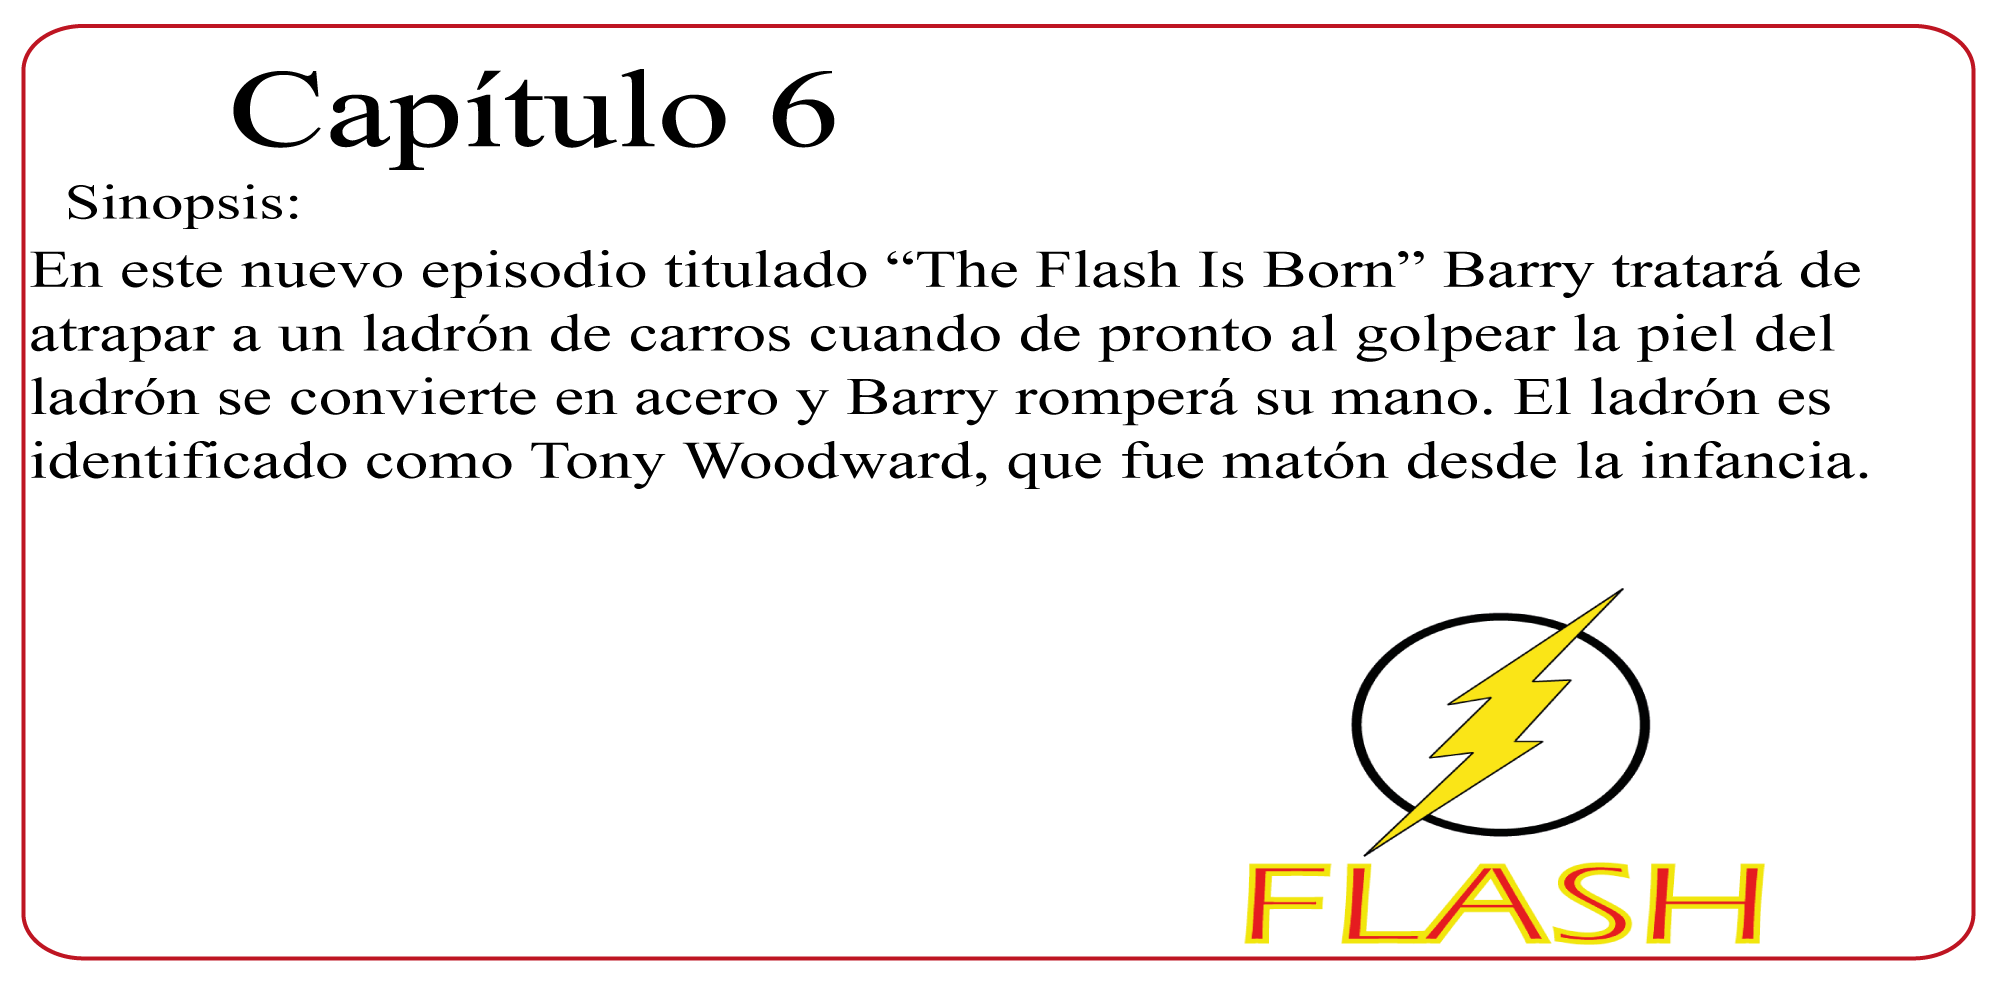 Capítulo 6
Sinopsis:
En este nuevo episodio titulado “The Flash Is Born” Barry tratará de
atrapar a un ladrón de carros cuando de pronto al golpear la piel del
ladrón se convierte en acero y Barry romperá su mano. El ladrón es
identificado como Tony Woodward, que fue matón desde la infancia.
FLASH